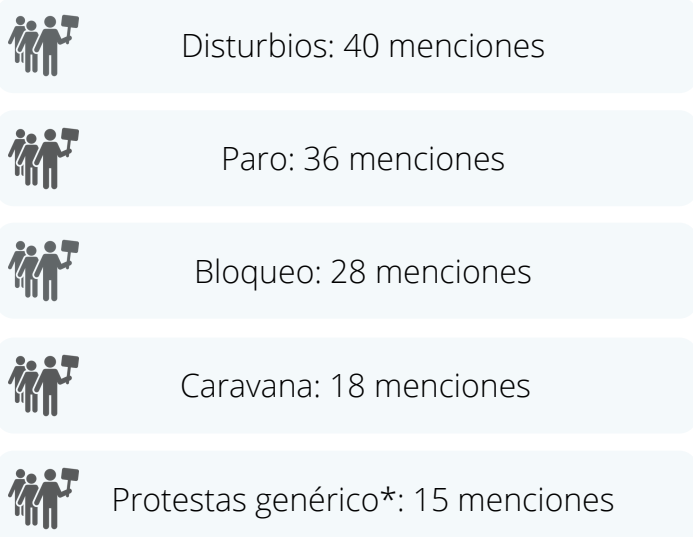 Disturbios: 40 menciones
Paro: 36 menciones
Bloqueo: 28 menciones
Caravana: 18 menciones
Protestas genérico*: 15 menciones